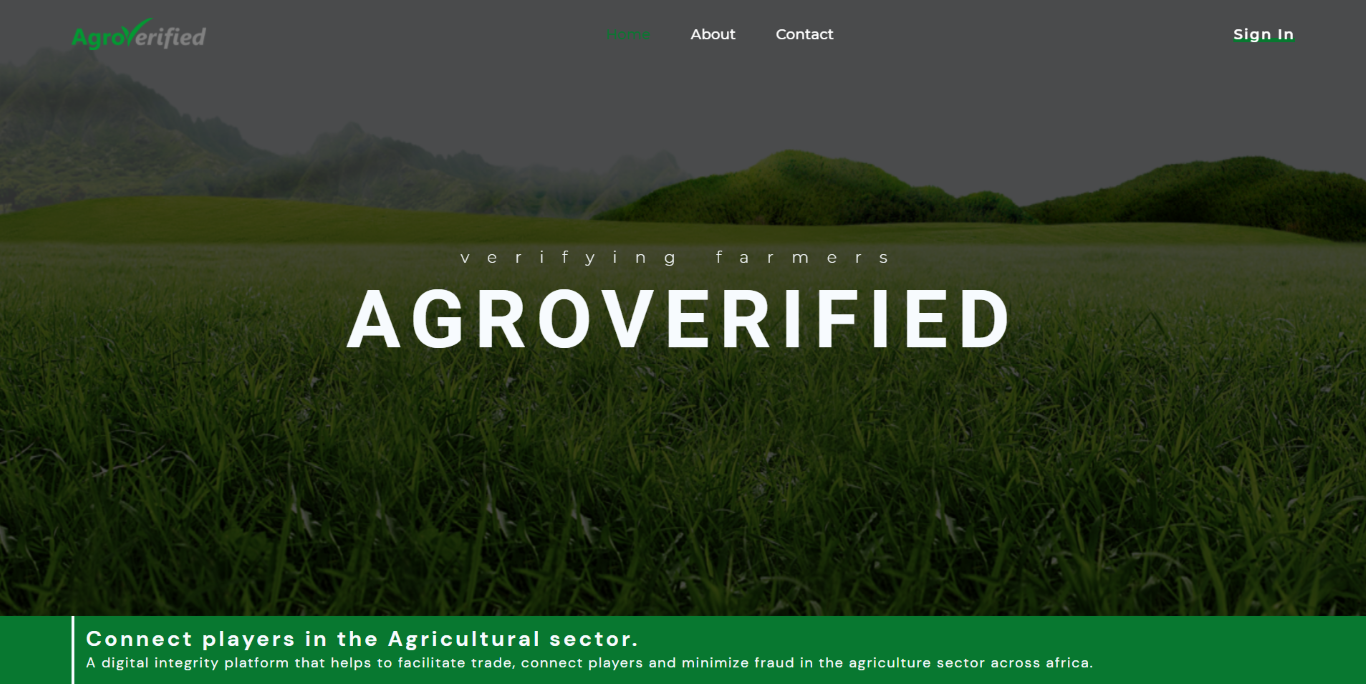 AgroVerified
Home
About
Contact
Sign In
verifying farmers
AGROVERIFIED
Connect players in the Agricultural sector.
A digital integrity platform that helps to facilitate trade, connect players and minimize fraud in the agriculture sector across africa.